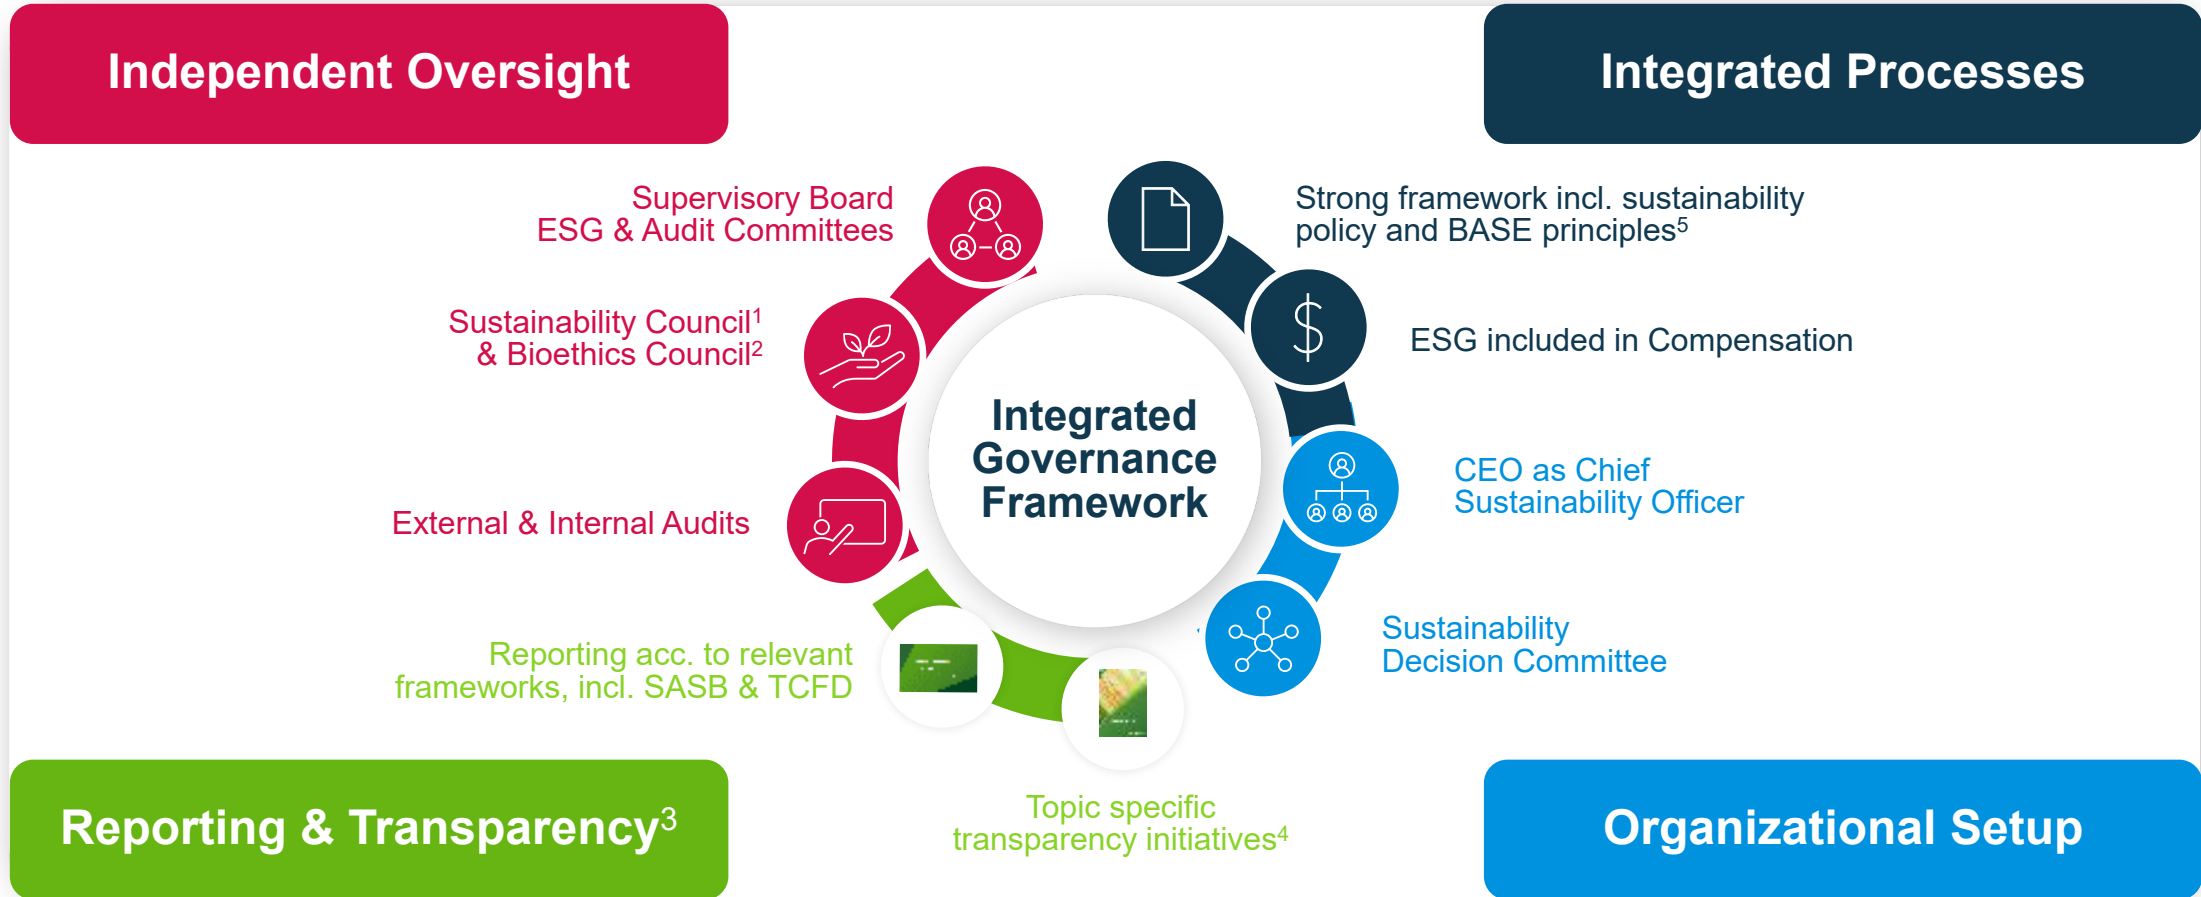 Independent Oversight
Integrated Processes
Supervisory Board
ESG & Audit Committees
Strong framework incl. sustainability
policy and BASE principles⁵
Sustainability Council¹
& Bioethics Council²
ESG included in Compensation
Integrated
Governance
Framework
CEO as Chief
Sustainability Officer
External & Internal Audits
Sustainability
Decision Committee
Reporting acc. to relevant
frameworks, incl. SASB & TCFD
Topic specific
transparency initiatives⁴
Reporting & Transparency³
Organizational Setup